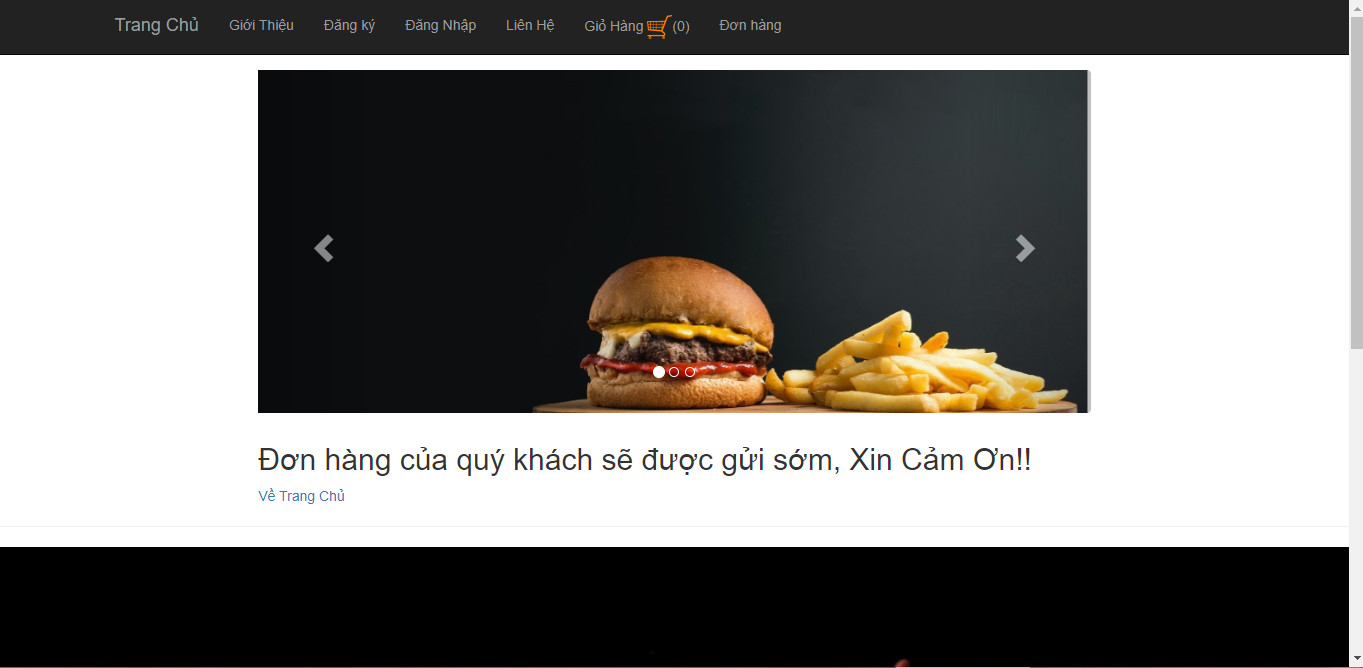 Trang Chủ Giới Thiệu Đăng ký Đăng Nhập Liên Hệ Giỏ Hàng (0) Đơn hàng
Đơn hàng của quý khách sẽ được gửi sớm, Xin Cảm Ơn!!
Về Trang Chủ